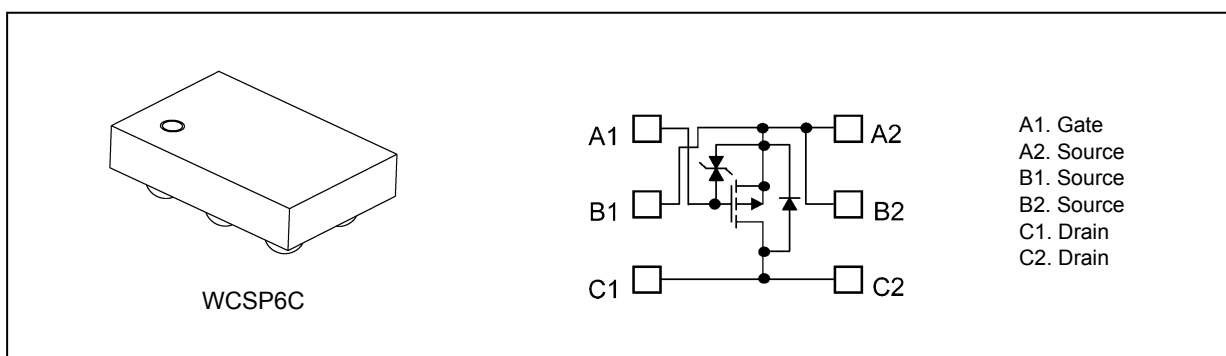 WCSP6C
A1
A2
B1
B2
C1
C2
A1. Gate
A2. Source
B1. Source
B2. Source
C1. Drain
C2. Drain